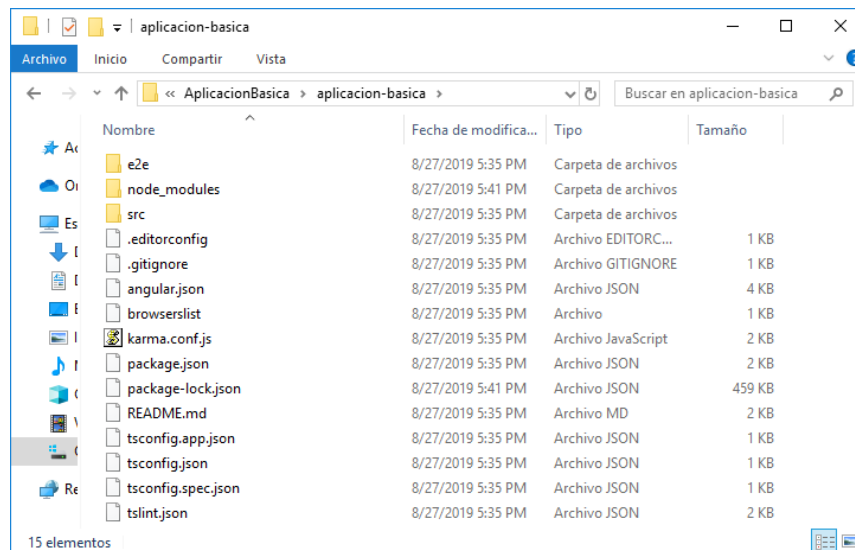 aplicacion-basica
Archivo Inicio Compartir Vista
« AplicacionBasica › aplicacion-basica › Buscar en aplicacion-basica
Nombre Fecha de modifica... Tipo Tamaño
e2e 8/27/2019 5:35 PM Carpeta de archivos
node_modules 8/27/2019 5:41 PM Carpeta de archivos
src 8/27/2019 5:35 PM Carpeta de archivos
.editorconfig 8/27/2019 5:35 PM Archivo EDITORC... 1 KB
.gitignore 8/27/2019 5:35 PM Archivo GITIGNORE 1 KB
angular.json 8/27/2019 5:35 PM Archivo JSON 4 KB
browserslist 8/27/2019 5:35 PM Archivo 1 KB
karma.conf.js 8/27/2019 5:35 PM Archivo JavaScript 2 KB
package.json 8/27/2019 5:35 PM Archivo JSON 2 KB
package-lock.json 8/27/2019 5:41 PM Archivo JSON 459 KB
README.md 8/27/2019 5:35 PM Archivo MD 2 KB
tsconfig.app.json 8/27/2019 5:35 PM Archivo JSON 1 KB
tsconfig.json 8/27/2019 5:35 PM Archivo JSON 1 KB
tsconfig.spec.json 8/27/2019 5:35 PM Archivo JSON 1 KB
tslint.json 8/27/2019 5:35 PM Archivo JSON 2 KB
15 elementos